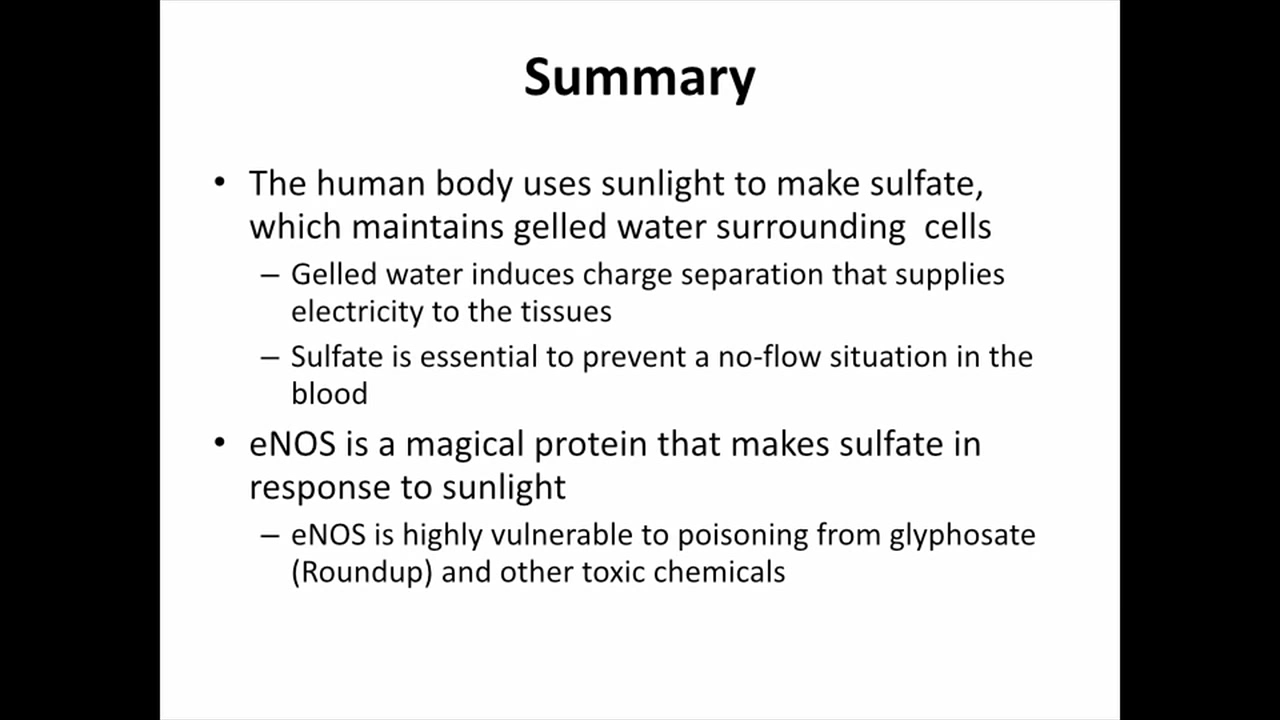 Summary
• The human body uses sunlight to make sulfate,
which maintains gelled water surrounding  cells
– Gelled water induces charge separation that supplies
electricity to the tissues
– Sulfate is essential to prevent a no-flow situation in the
blood
• eNOS is a magical protein that makes sulfate in
response to sunlight
– eNOS is highly vulnerable to poisoning from glyphosate
(Roundup) and other toxic chemicals